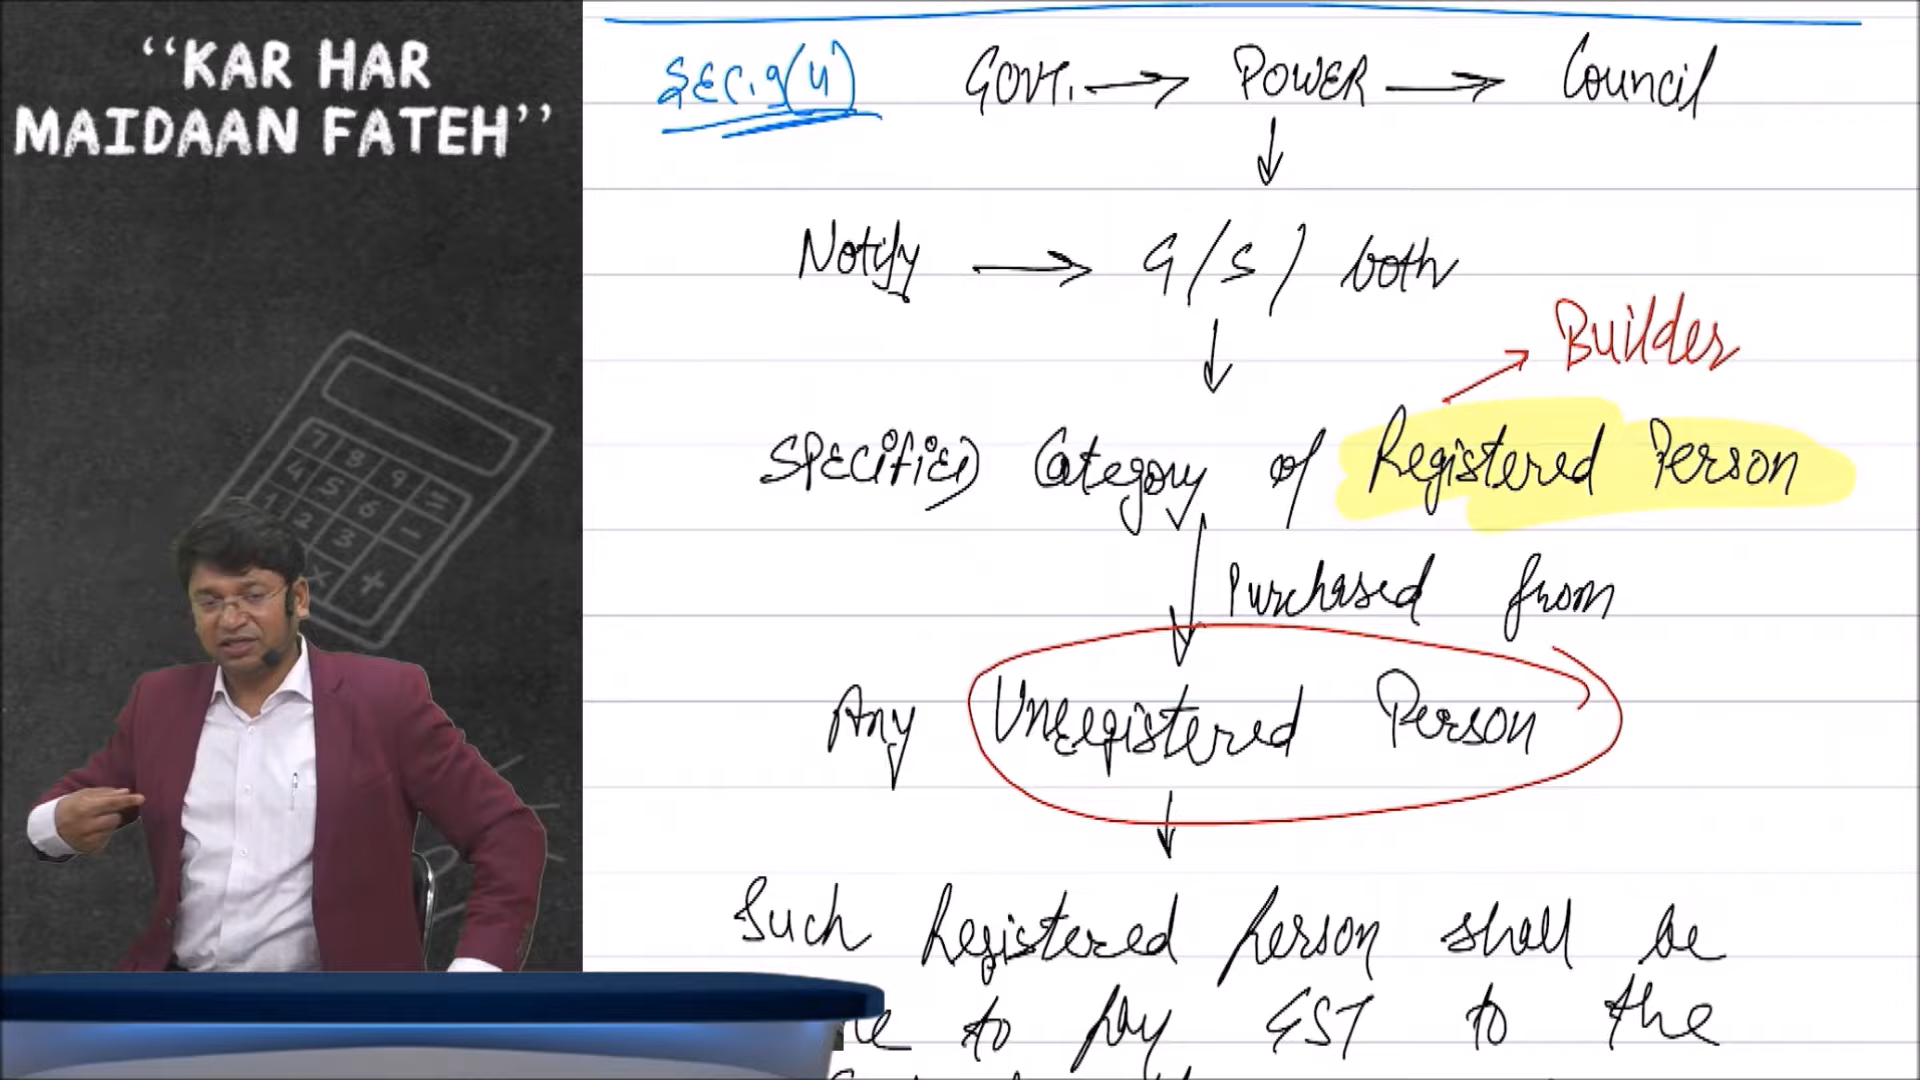 “KAR HAR
MAIDAAN FATEH”
SEC.9(4) GOVT. → POWER → Council
Notify → G/S/ both
Builder
SPECIFIED Category of Registered Person
Purchased from
Any Unregistered Person
Such Registered Person shall be
to pay GST to the